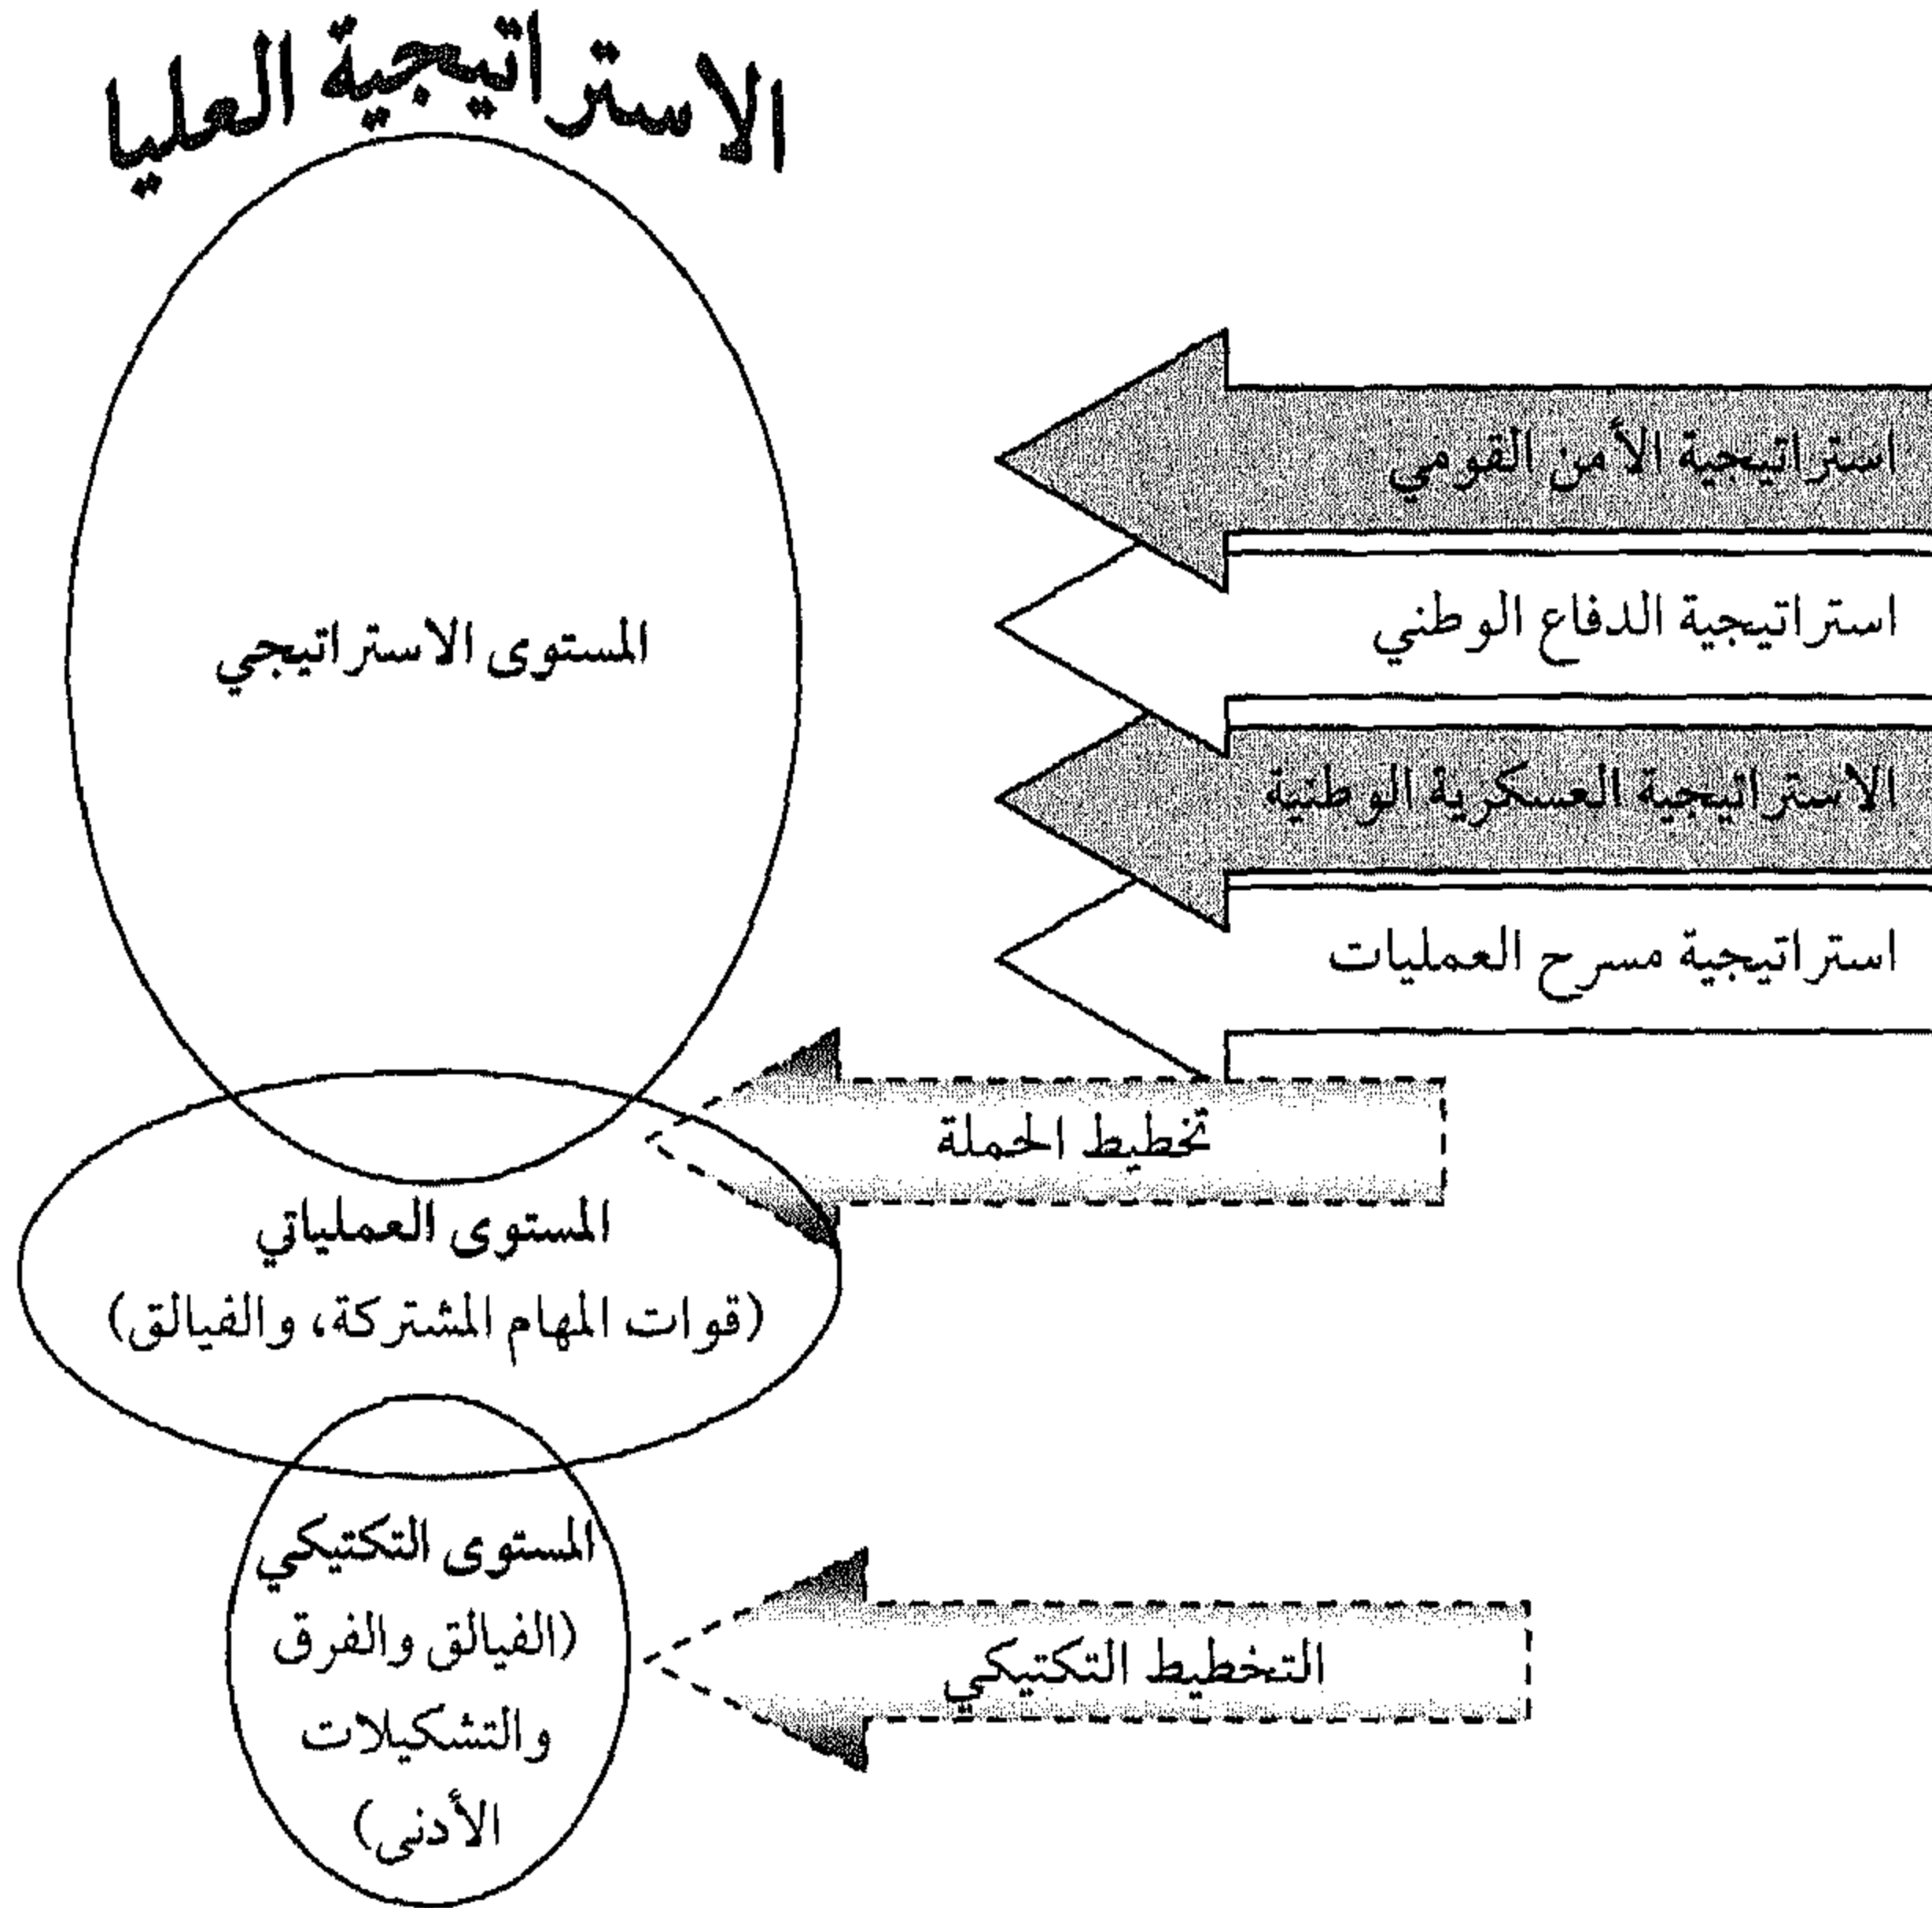 الاستراتيجية العليا
استراتيجية الأمن القومي
استراتيجية الدفاع الوطني
المستوى الاستراتيجي
الاستراتيجية العسكرية الوطنية
استراتيجية مسرح العمليات
تخطيط الحملة
المستوى العملياتي
(قوات المهام المشتركة، والفيالق)
المستوى التكتيكي
(الفيالق والفرق
والتشكيلات
الأدنى)
التخطيط التكتيكي